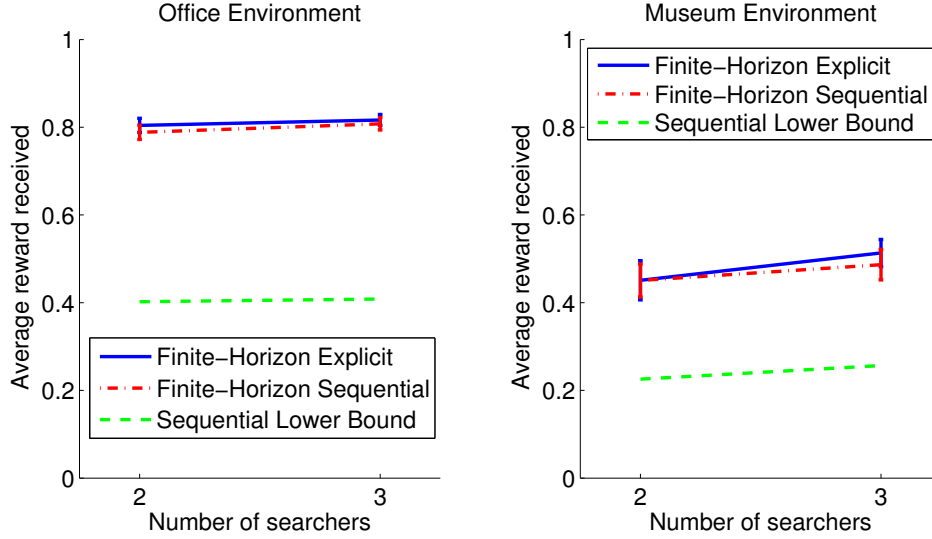 Office Environment
1
0.8
0.6
0.4
0.2
0
Average reward received
Finite-Horizon Explicit
Finite-Horizon Sequential
Sequential Lower Bound
2
3
Number of searchers
Museum Environment
1
0.8
0.6
0.4
0.2
0
Average reward received
Finite-Horizon Explicit
Finite-Horizon Sequential
Sequential Lower Bound
2
3
Number of searchers